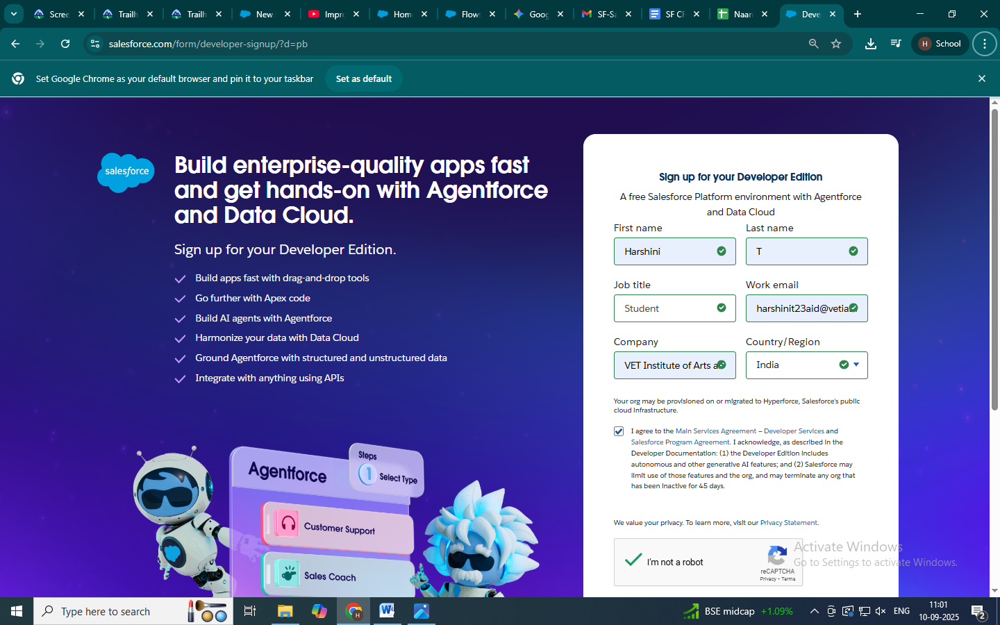 Scree
Trailh
Trailh
New
Impro
Home
Flows
Goog
SF-Sa
SF CR
Naan
Deve
salesforce.com/form/developer-signup/?d=pb
H School
Set Google Chrome as your default browser and pin it to your taskbar
Set as default
salesforce
Build enterprise-quality apps fast
and get hands-on with Agentforce
and Data Cloud.
Sign up for your Developer Edition.
Build apps fast with drag-and-drop tools
Go further with Apex code
Build AI agents with Agentforce
Harmonize your data with Data Cloud
Ground Agentforce with structured and unstructured data
Integrate with anything using APIs
Agentforce
Steps
1 Select Type
Customer Support
Sales Coach
Sign up for your Developer Edition
A free Salesforce Platform environment with Agentforce
and Data Cloud
First name Last name
Harshini T
Job title Work email
Student harshinit23aid@vetia
Company Country/Region
VET Institute of Arts a India
Your org may be provisioned on or migrated to Hyperforce, Salesforce's public
cloud infrastructure.
I agree to the Main Services Agreement – Developer Services and
Salesforce Program Agreement. I acknowledge, as described in the
Developer Documentation: (1) the Developer Edition includes
autonomous and other generative AI features; and (2) Salesforce may
limit use of those features and the org, and may terminate any org that
has been inactive for 45 days.
We value your privacy. To learn more, visit our Privacy Statement.
I'm not a robot
reCAPTCHA
Privacy - Terms
Activate Windows
Go to Settings to activate Windows.
Type here to search
H
BSE midcap +1.09%
ENG
11:01
10-09-2025
2